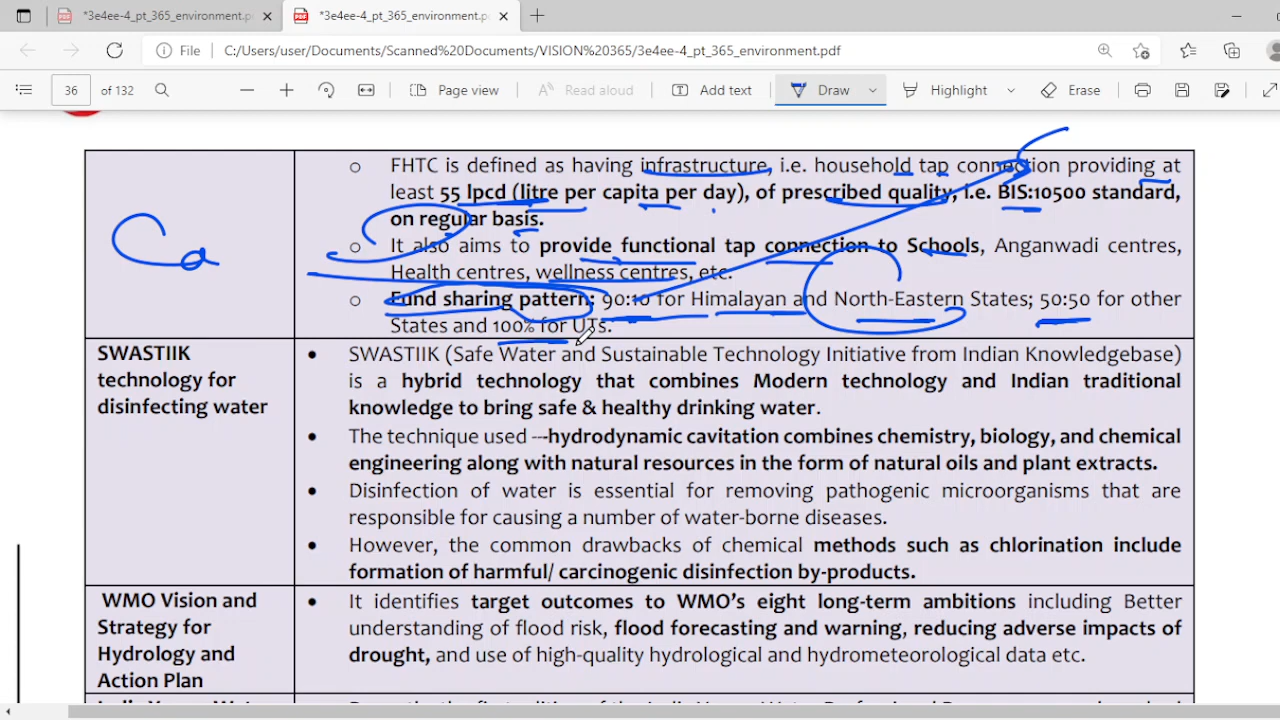 *3e4ee-4_pt_365_environment.p
*3e4ee-4_pt_365_environment.p
File
C:/Users/user/Documents/Scanned%20Documents/VISION%20365/3e4ee-4_pt_365_environment.pdf
36 of 132
Page view
Read aloud
Add text
Draw
Highlight
Erase
o FHTC is defined as having infrastructure, i.e. household tap connection providing at
least 55 lpcd (litre per capita per day), of prescribed quality, i.e. BIS:10500 standard,
on regular basis.
o It also aims to provide functional tap connection to Schools, Anganwadi centres,
Health centres, wellness centres, etc.
o Fund sharing pattern: 90:10 for Himalayan and North-Eastern States; 50:50 for other
States and 100% for UTs.
Ca
SWASTIIK
technology for
disinfecting water
• SWASTIIK (Safe Water and Sustainable Technology Initiative from Indian Knowledgebase)
is a hybrid technology that combines Modern technology and Indian traditional
knowledge to bring safe & healthy drinking water.
• The technique used –-hydrodynamic cavitation combines chemistry, biology, and chemical
engineering along with natural resources in the form of natural oils and plant extracts.
• Disinfection of water is essential for removing pathogenic microorganisms that are
responsible for causing a number of water-borne diseases.
• However, the common drawbacks of chemical methods such as chlorination include
formation of harmful/ carcinogenic disinfection by-products.
WMO Vision and
Strategy for
Hydrology and
Action Plan
• It identifies target outcomes to WMO's eight long-term ambitions including Better
understanding of flood risk, flood forecasting and warning, reducing adverse impacts of
drought, and use of high-quality hydrological and hydrometeorological data etc.